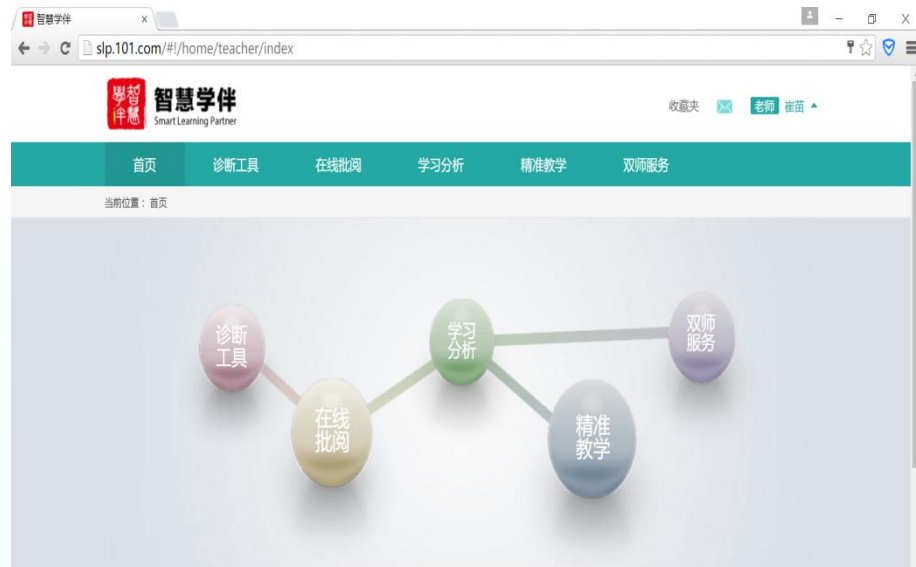 智慧学伴
slp.101.com/#!/home/teacher/index
學智
伴慧
智慧学伴
Smart Learning Partner
收藏夹
老师 崔苗
首页 诊断工具 在线批阅 学习分析 精准教学 双师服务
当前位置： 首页
诊断
工具
在线
批阅
学习
分析
精准
教学
双师
服务